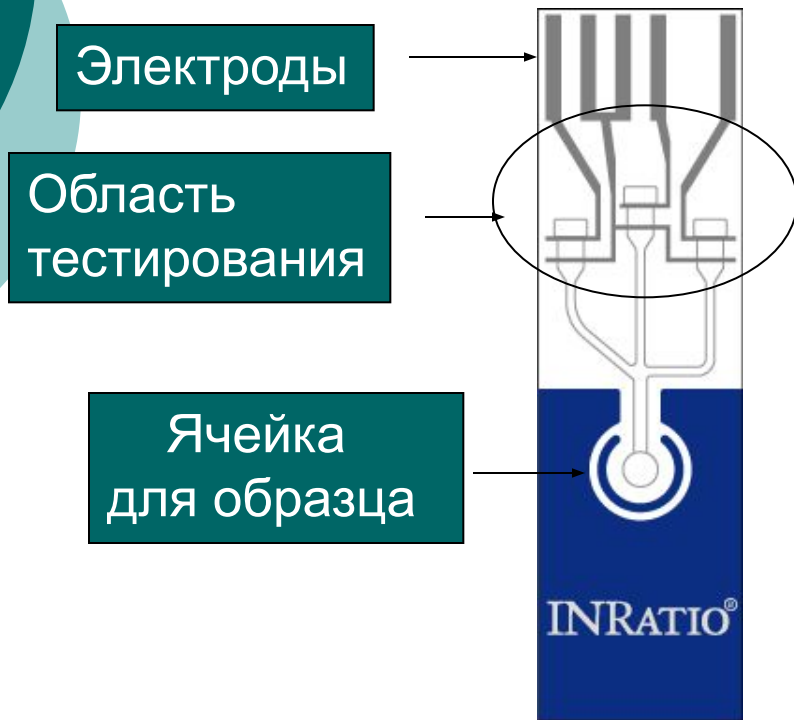 Электроды
Область
тестирования
Ячейка
для образца
INRATIO®